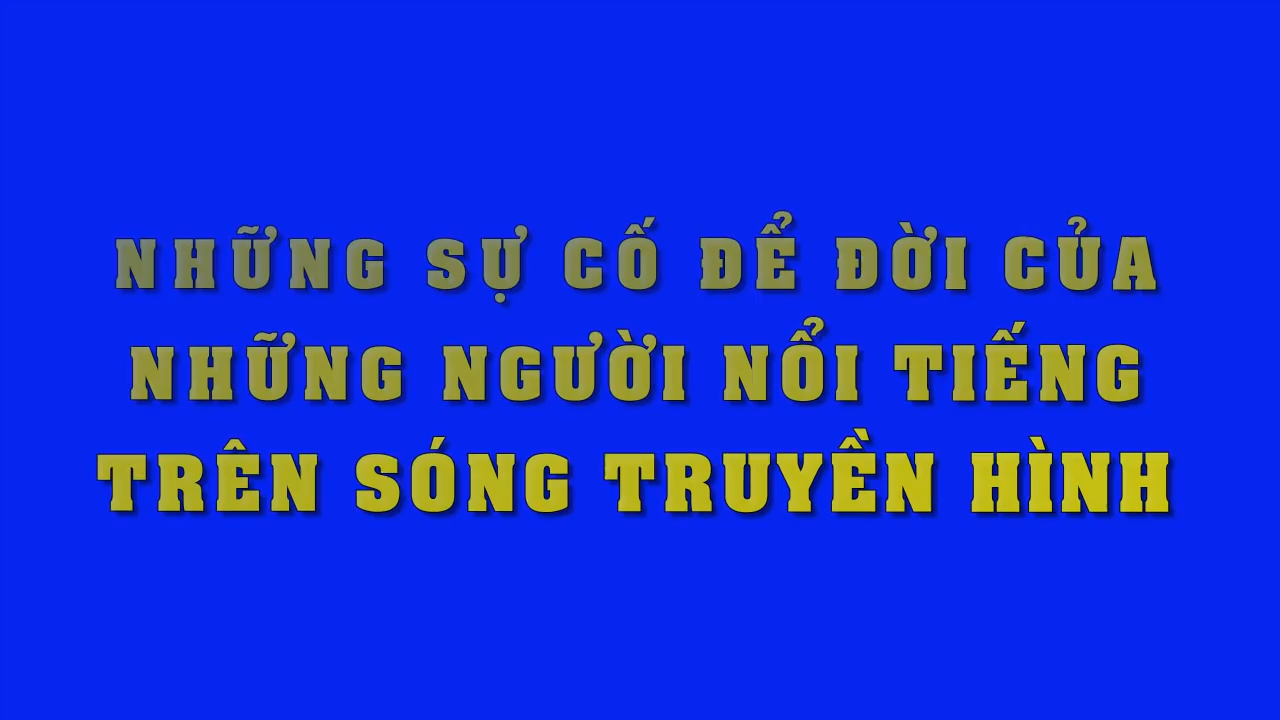 NHỮNG SỰ CỐ ĐỂ ĐỜI CỦA
NHỮNG NGƯỜI NỔI TIẾNG
TRÊN SÓNG TRUYỀN HÌNH